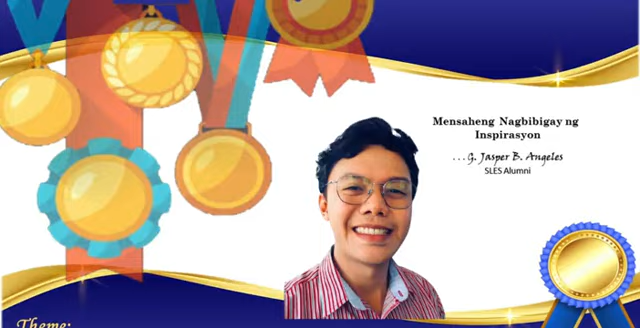 Mensaheng Nagbibigay ng
Inspirasyon
...G. Jasper B. Angeles
SLES Alumni
Theme: